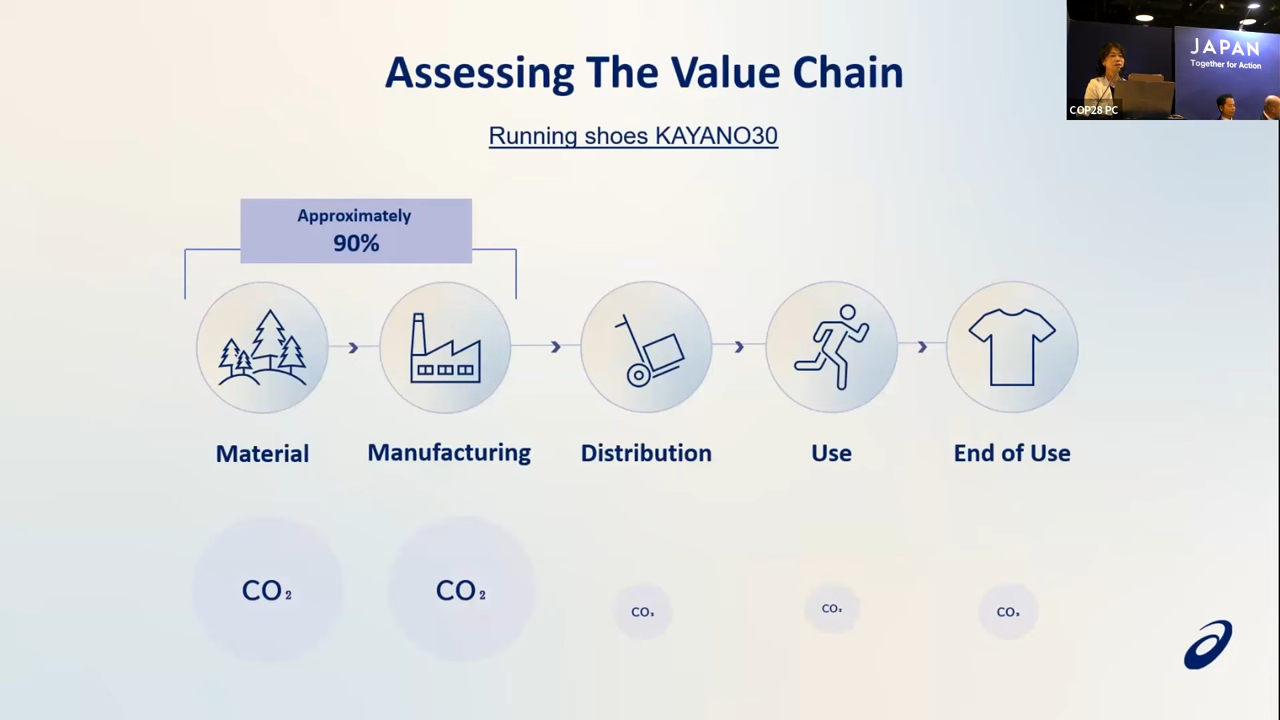 Assessing The Value Chain
JAPAN
Together for Action
COP28 PC
Running shoes KAYANO30
Approximately
90%
Material
Manufacturing
Distribution
Use
End of Use
CO₂
CO₂
CO₂
CO₂
CO₂